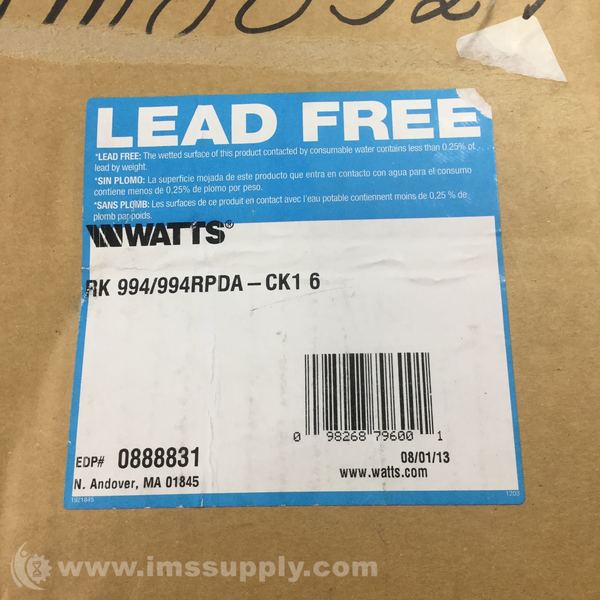 LEAD FREE
*LEAD FREE: The wetted surface of this product contacted by consumable water contains less than 0.25% of
lead by weight.
*SIN PLOMO: La superficie mojada de este producto que entra en contacto con agua para el consumo
contiene menos de 0,25% de plomo por peso.
*SANS PLOMB: Les surfaces de ce produit en contact avec l'eau potable contiennent moins de 0,25 % de
plomb par poids.
WATTS®
RK 994/994RPDA – CK1 6
0 98268 79600 1
EDP# 0888831
08/01/13
N. Andover, MA 01845
www.watts.com
1921845
1203
© www.imssupply.com